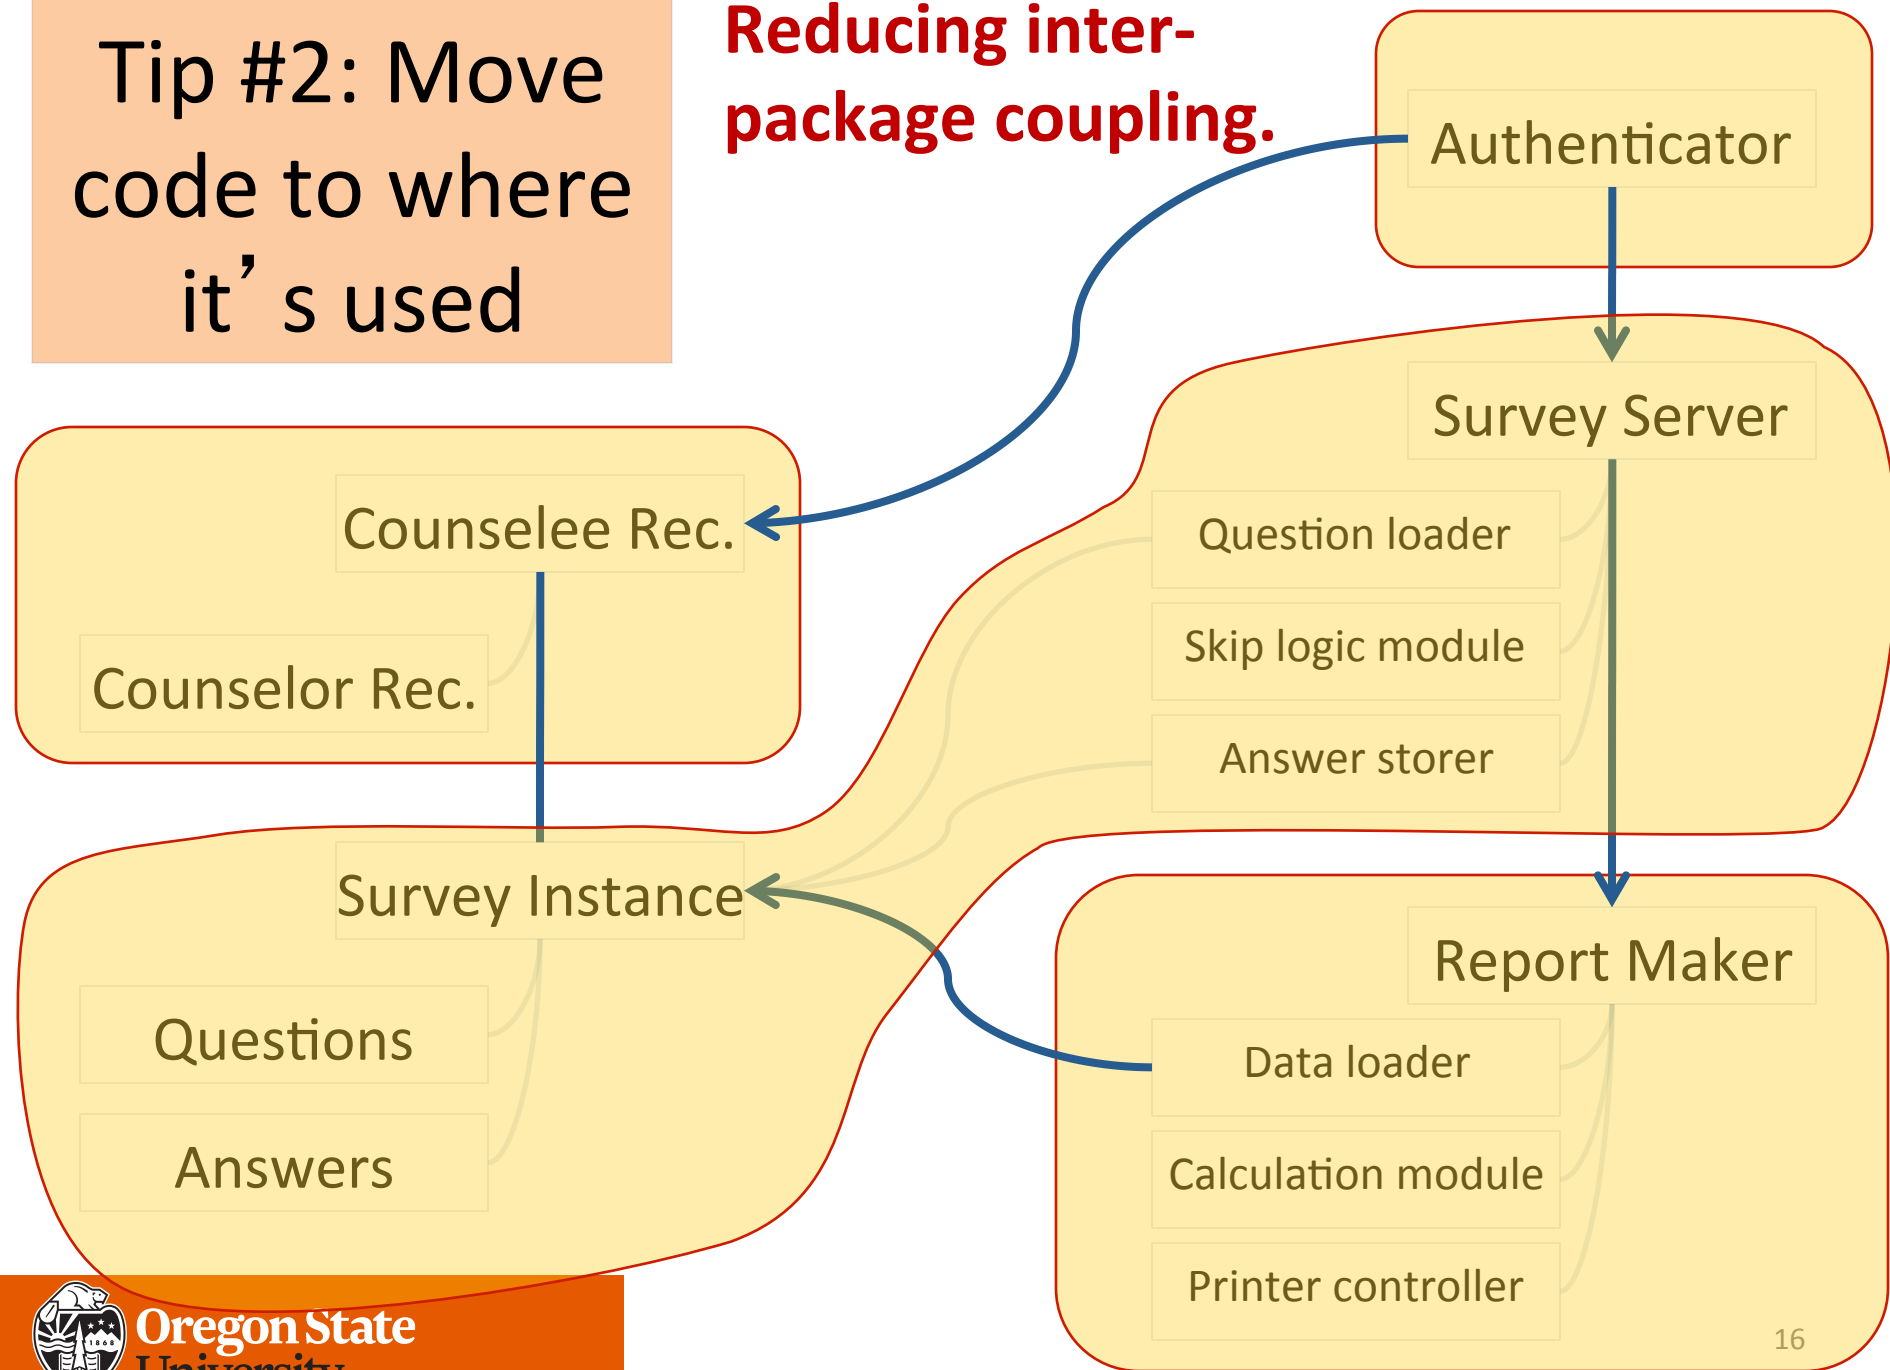 Tip #2: Move
code to where
it’s used
Reducing inter-
package coupling.
Authenticator
Survey Server
Question loader
Skip logic module
Answer storer
Counselee Rec.
Counselor Rec.
Survey Instance
Questions
Answers
Report Maker
Data loader
Calculation module
Printer controller
Oregon State
University
1868
16